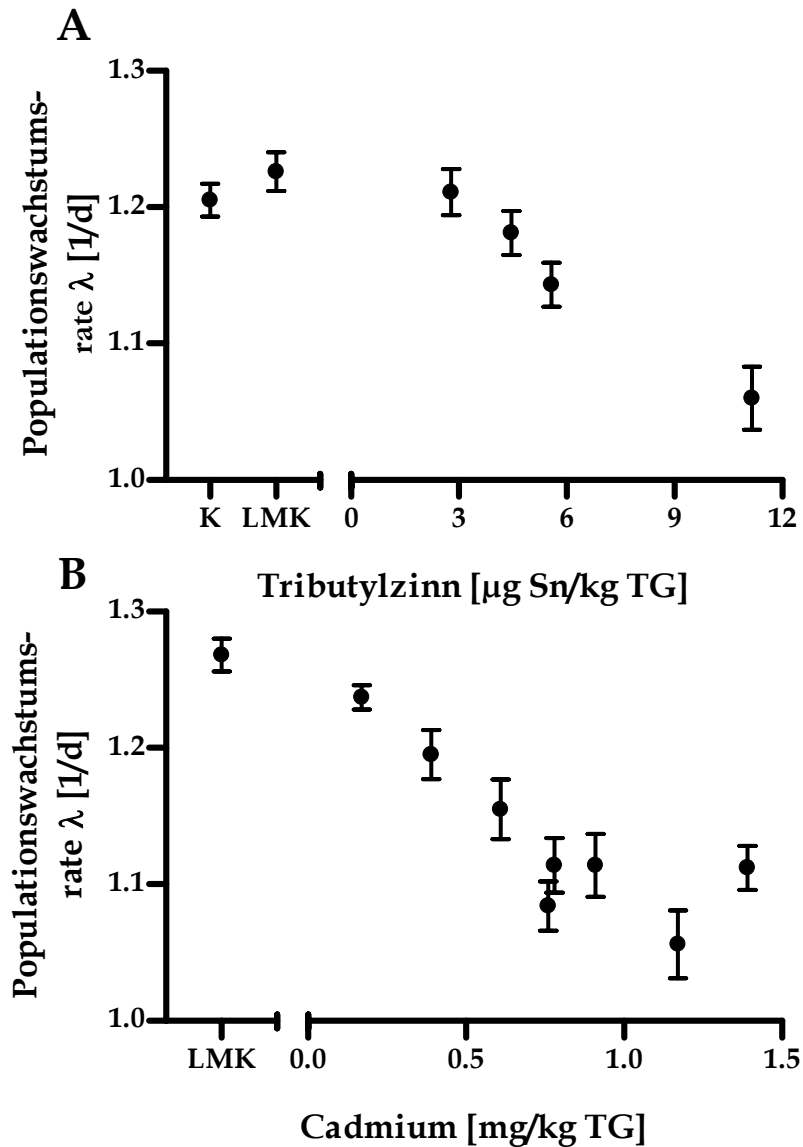 A
Populationswachstums-
rate λ [1/d]
1.3
1.2
1.1
1.0
K LMK 0 3 6 9 12
Tributylzinn [µg Sn/kg TG]
B
Populationswachstums-
rate λ [1/d]
1.3
1.2
1.1
1.0
LMK 0.0 0.5 1.0 1.5
Cadmium [mg/kg TG]